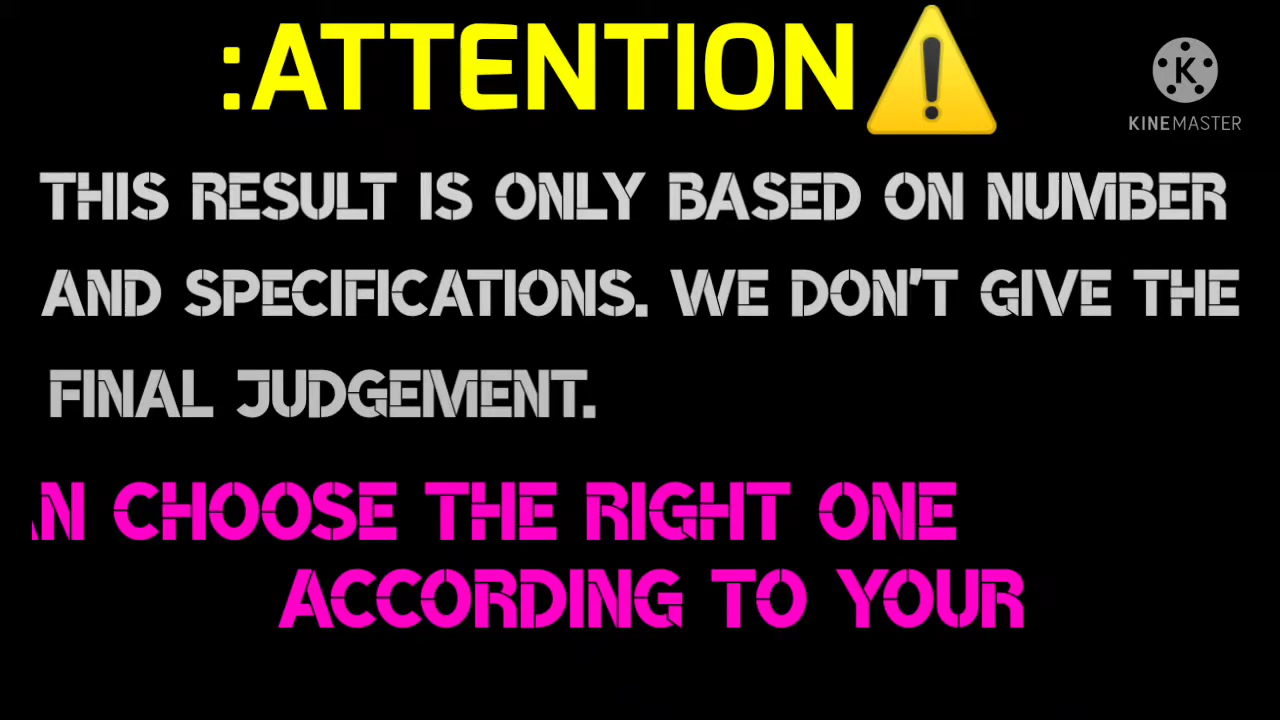 :ATTENTION⚠
KINEMASTER
THIS RESULT IS ONLY BASED ON NUMBER
AND SPECIFICATIONS. WE DON'T GIVE THE
FINAL JUDGEMENT.
N CHOOSE THE RIGHT ONE
ACCORDING TO YOUR